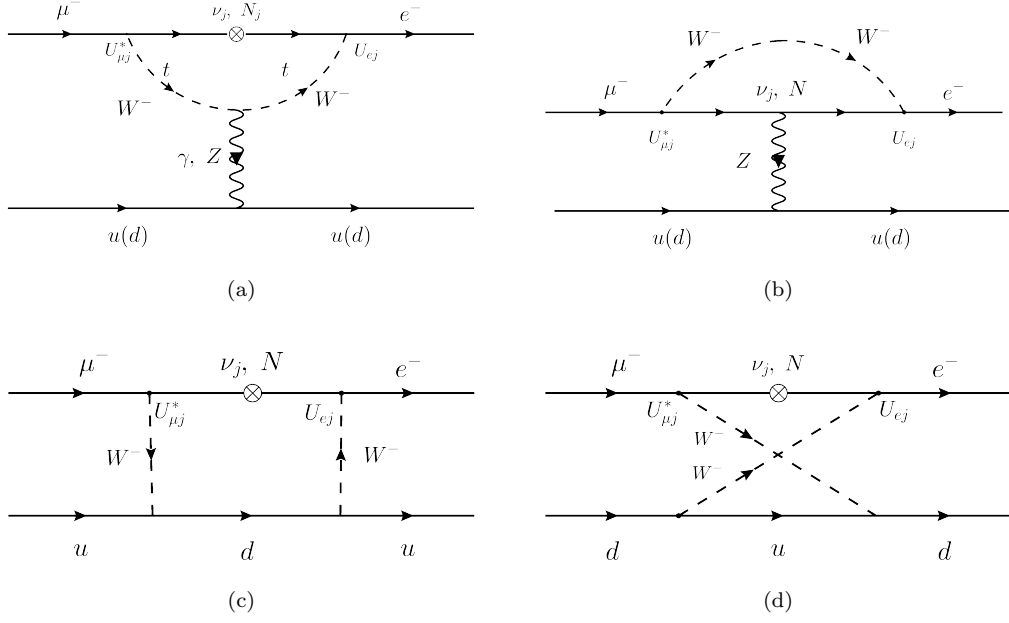 μ⁻ ν_j, N_j e⁻
U*_μj t t U_ej
W⁻ W⁻
γ, Z
u(d) u(d)
(a)
W⁻ W⁻
μ⁻ ν_j, N e⁻
U*_μj U_ej
Z
u(d) u(d)
(b)
μ⁻ ν_j, N e⁻
U*_μj U_ej
W⁻ W⁻
u d u
(c)
μ⁻ ν_j, N e⁻
U*_μj U_ej
W⁻
W⁻
d u d
(d)